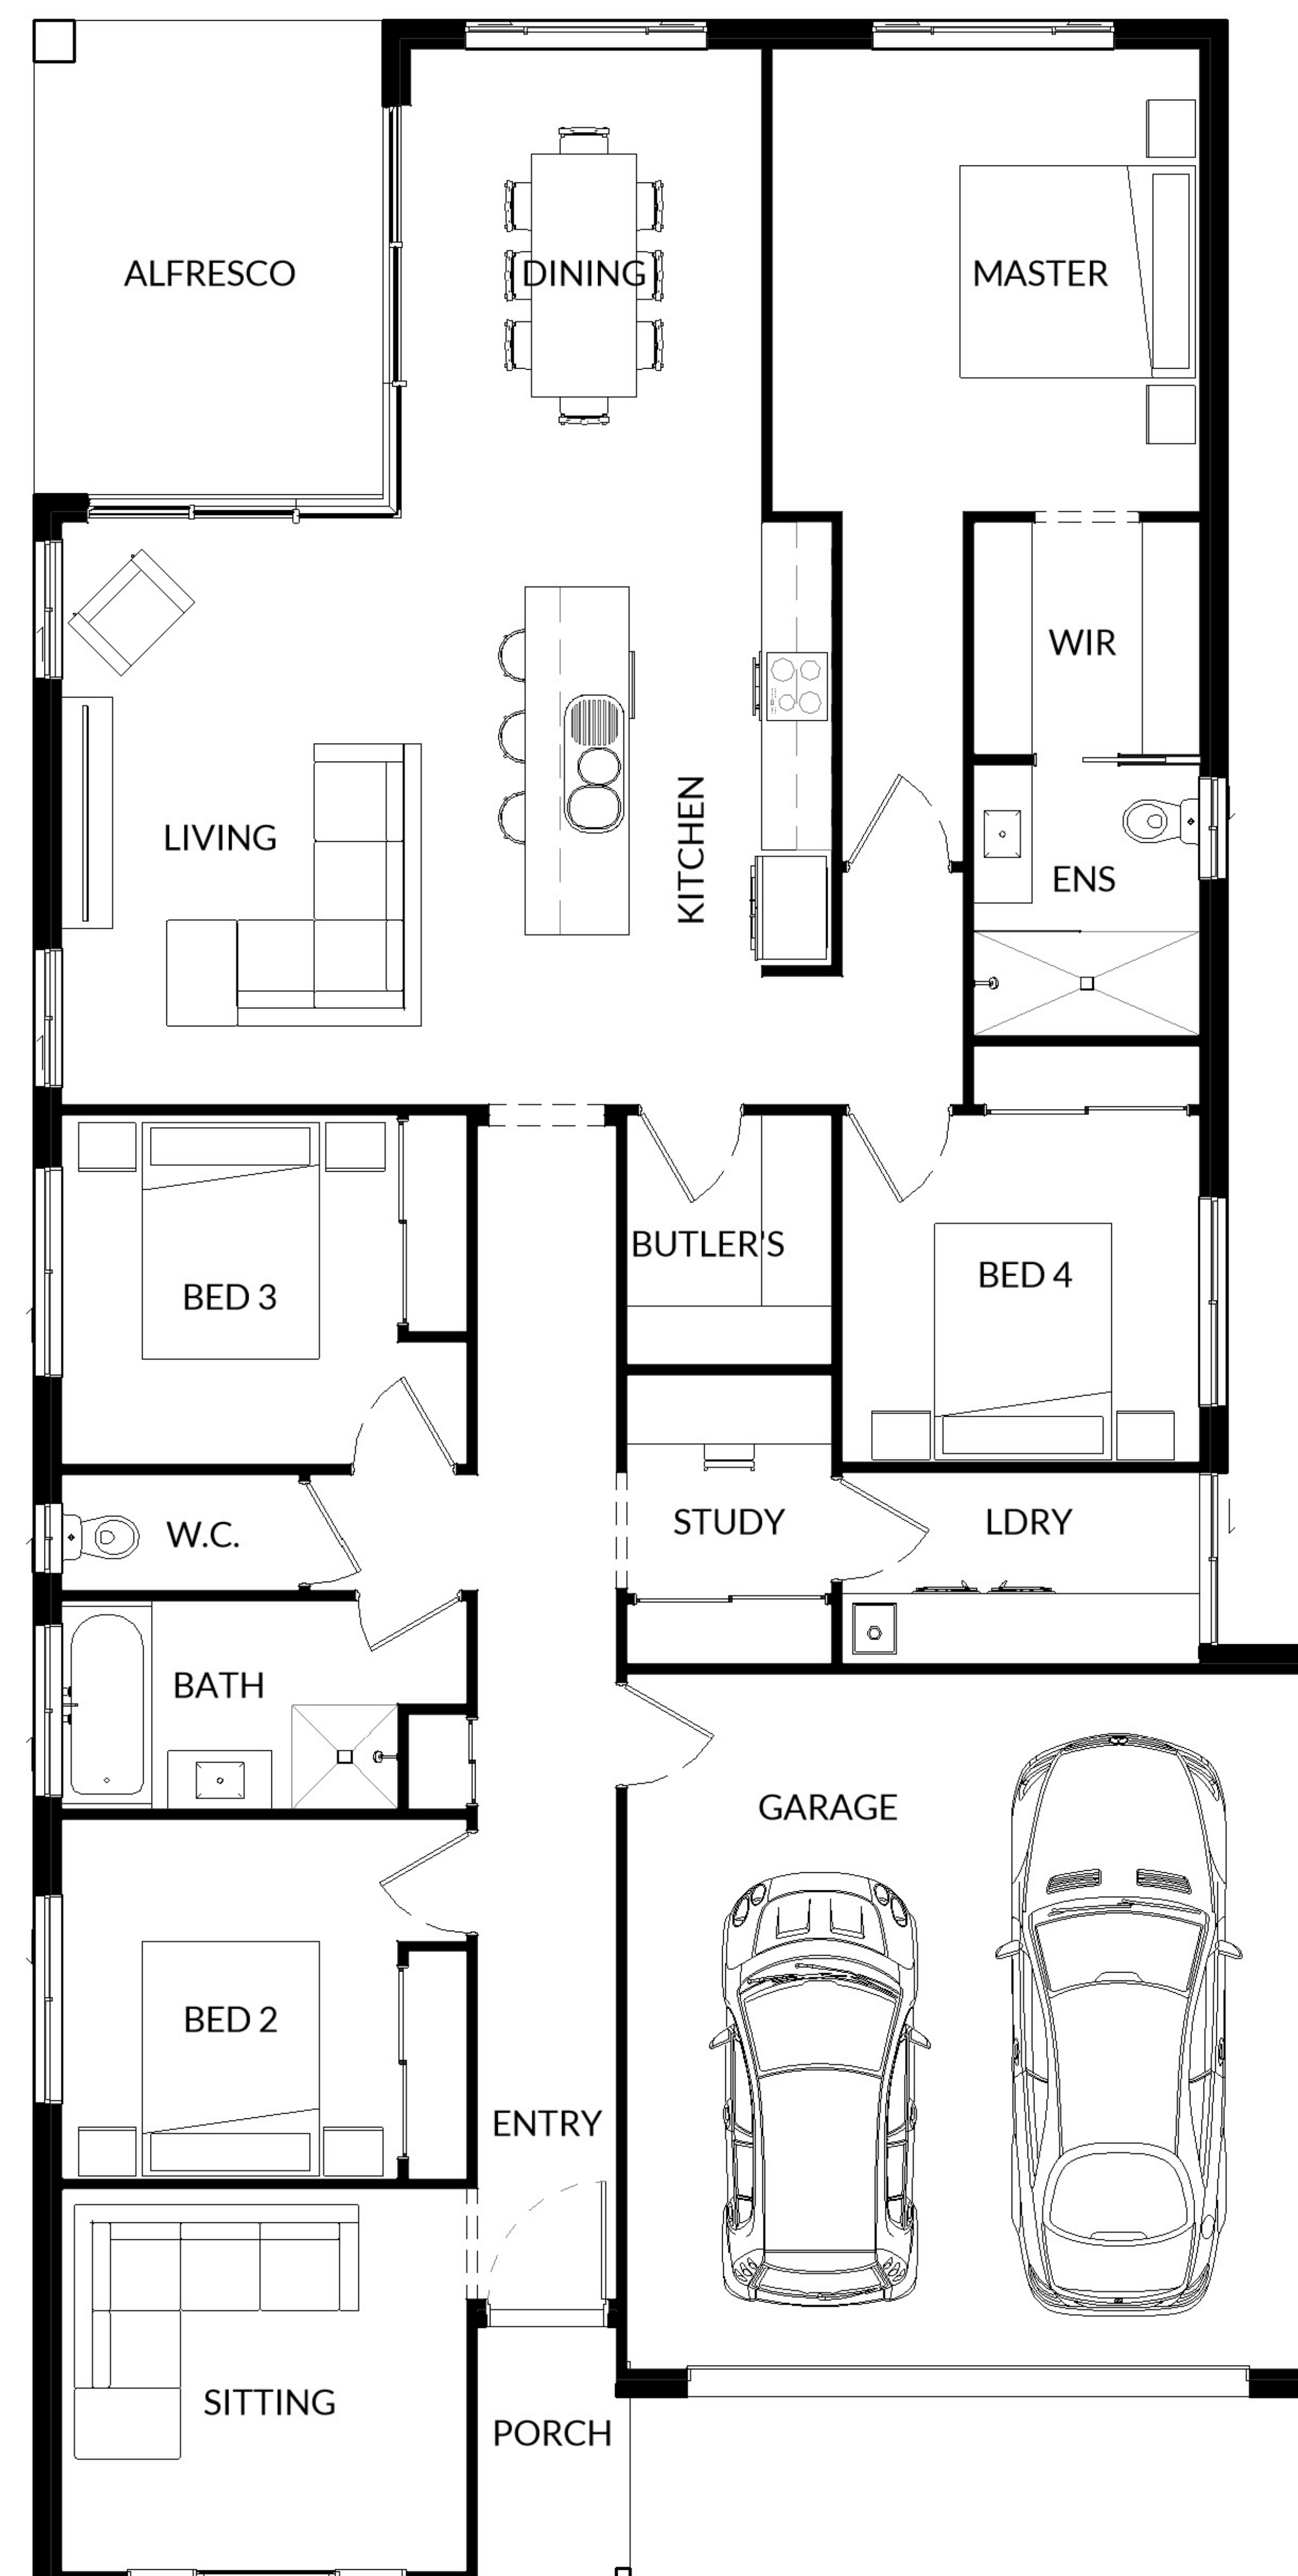 ALFRESCO
DINING
MASTER
WIR
LIVING
KITCHEN
ENS
BUTLER'S
BED 3
BED 4
STUDY
LDRY
W.C.
BATH
GARAGE
BED 2
ENTRY
SITTING
PORCH